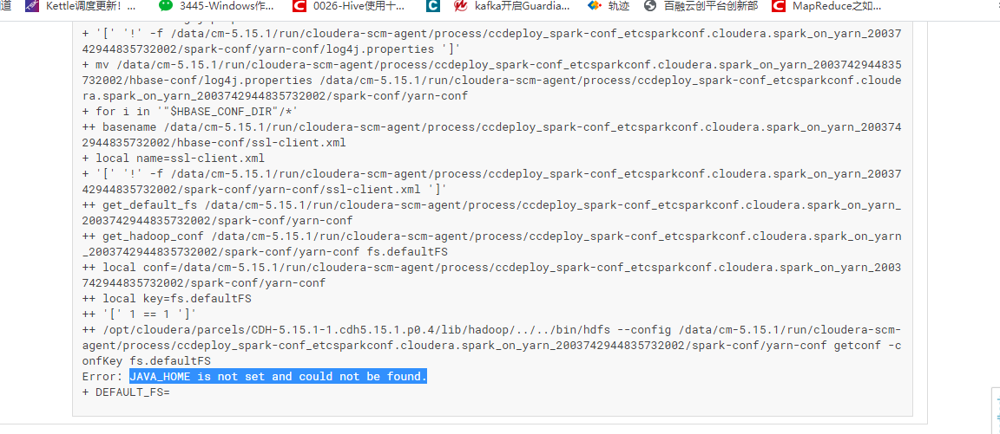 道 Kettle调度更新！... 3445-Windows作... 0026-Hive使用十... kafka开启Guardia... 轨迹 百融云创平台创新部 MapReduce之如...
+ '[' '!' -f /data/cm-5.15.1/run/cloudera-scm-agent/process/ccdeploy_spark-conf_etcsparkconf.cloudera.spark_on_yarn_20037
42944835732002/spark-conf/yarn-conf/log4j.properties ']'
+ mv /data/cm-5.15.1/run/cloudera-scm-agent/process/ccdeploy_spark-conf_etcsparkconf.cloudera.spark_on_yarn_2003742944835
732002/hbase-conf/log4j.properties /data/cm-5.15.1/run/cloudera-scm-agent/process/ccdeploy_spark-conf_etcsparkconf.cloude
ra.spark_on_yarn_2003742944835732002/spark-conf/yarn-conf
+ for i in '"$HBASE_CONF_DIR"/*'
++ basename /data/cm-5.15.1/run/cloudera-scm-agent/process/ccdeploy_spark-conf_etcsparkconf.cloudera.spark_on_yarn_200374
2944835732002/hbase-conf/ssl-client.xml
+ local name=ssl-client.xml
+ '[' '!' -f /data/cm-5.15.1/run/cloudera-scm-agent/process/ccdeploy_spark-conf_etcsparkconf.cloudera.spark_on_yarn_20037
42944835732002/spark-conf/yarn-conf/ssl-client.xml ']'
++ get_default_fs /data/cm-5.15.1/run/cloudera-scm-agent/process/ccdeploy_spark-conf_etcsparkconf.cloudera.spark_on_yarn_
2003742944835732002/spark-conf/yarn-conf
++ get_hadoop_conf /data/cm-5.15.1/run/cloudera-scm-agent/process/ccdeploy_spark-conf_etcsparkconf.cloudera.spark_on_yarn
_2003742944835732002/spark-conf/yarn-conf fs.defaultFS
++ local conf=/data/cm-5.15.1/run/cloudera-scm-agent/process/ccdeploy_spark-conf_etcsparkconf.cloudera.spark_on_yarn_2003
742944835732002/spark-conf/yarn-conf
++ local key=fs.defaultFS
++ '[' 1 == 1 ']'
++ /opt/cloudera/parcels/CDH-5.15.1-1.cdh5.15.1.p0.4/lib/hadoop/../../bin/hdfs --config /data/cm-5.15.1/run/cloudera-scm-
agent/process/ccdeploy_spark-conf_etcsparkconf.cloudera.spark_on_yarn_2003742944835732002/spark-conf/yarn-conf getconf -c
onfKey fs.defaultFS
Error: JAVA_HOME is not set and could not be found.
+ DEFAULT_FS=